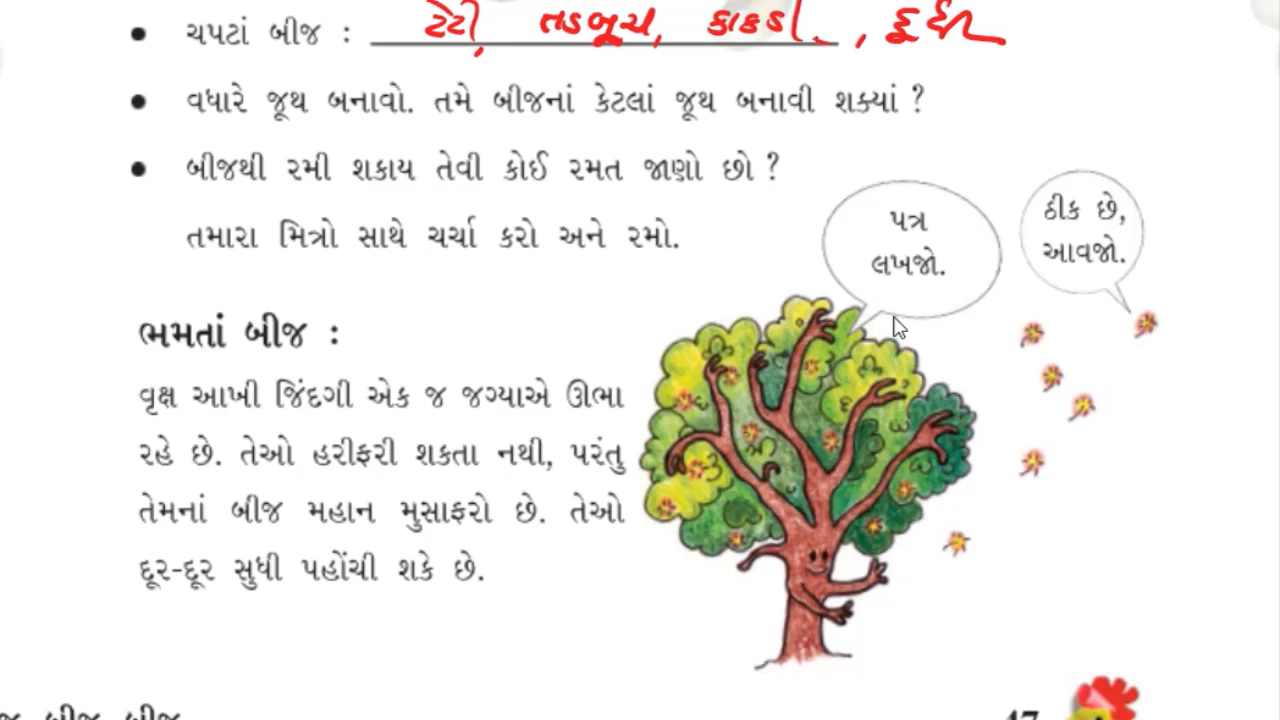 • ચપટાં બીજ : ટેટી, તડબૂચ, કાકડી, દૂધી
• વધારે જૂથ બનાવો. તમે બીજનાં કેટલાં જૂથ બનાવી શક્યાં ?
• બીજથી રમી શકાય તેવી કોઈ રમત જાણો છો ?
તમારા મિત્રો સાથે ચર્ચા કરો અને રમો.
પત્ર
લખજો.
ઠીક છે,
આવજો.
ભમતાં બીજ :
વૃક્ષ આખી જિંદગી એક જ જગ્યાએ ઊભા
રહે છે. તેઓ હરીફરી શકતા નથી, પરંતુ
તેમનાં બીજ મહાન મુસાફરો છે. તેઓ
દૂર-દૂર સુધી પહોંચી શકે છે.